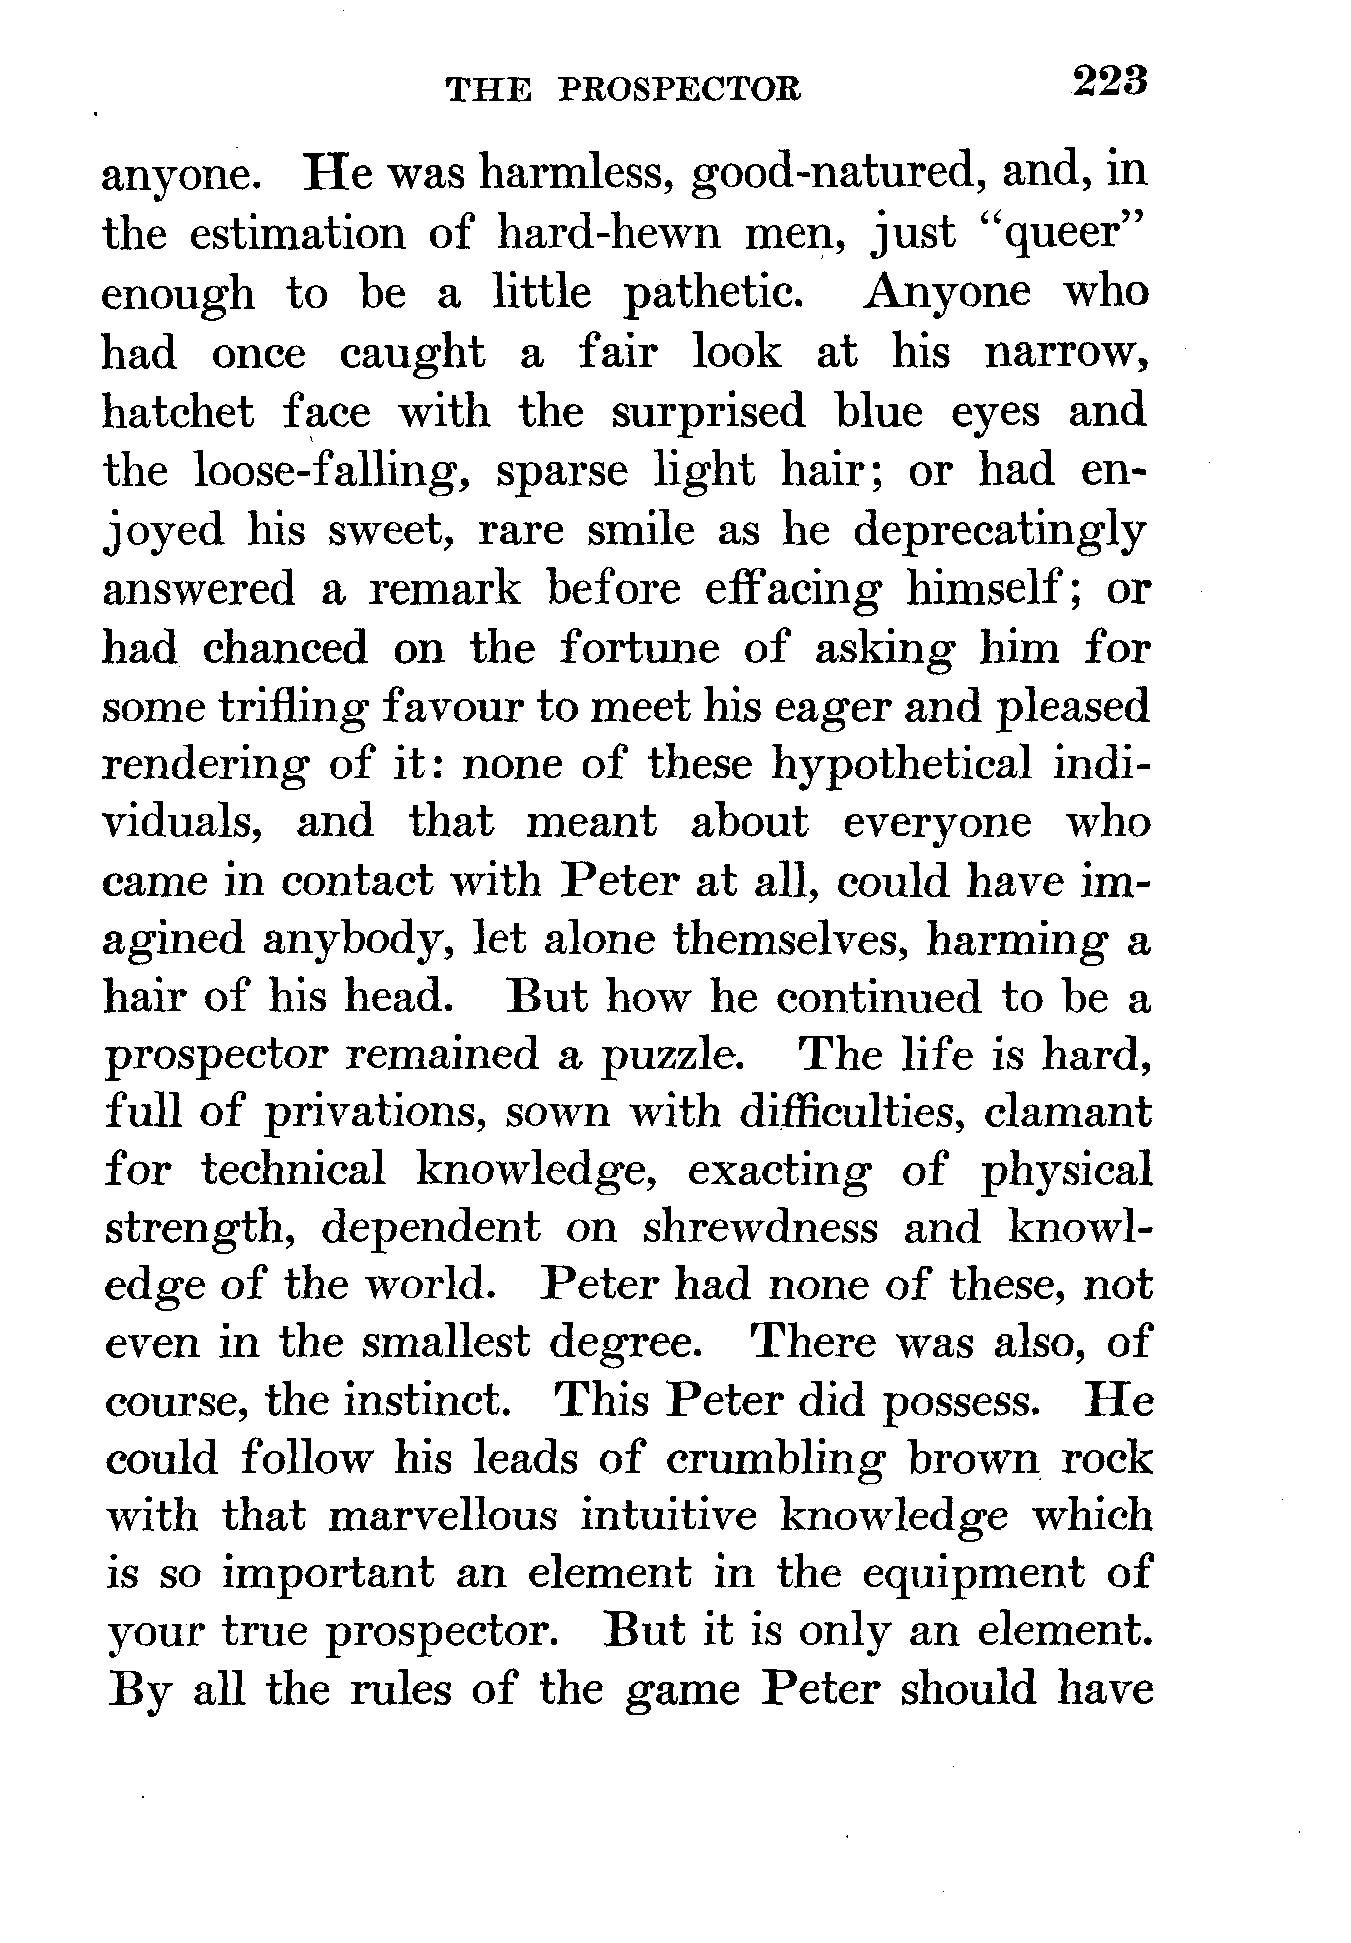 THE PROSPECTOR 223
anyone. He was harmless, good-natured, and, in
the estimation of hard-hewn men, just “queer”
enough to be a little pathetic. Anyone who
had once caught a fair look at his narrow,
hatchet face with the surprised blue eyes and
the loose-falling, sparse light hair; or had en-
joyed his sweet, rare smile as he deprecatingly
answered a remark before effacing himself; or
had chanced on the fortune of asking him for
some trifling favour to meet his eager and pleased
rendering of it: none of these hypothetical indi-
viduals, and that meant about everyone who
came in contact with Peter at all, could have im-
agined anybody, let alone themselves, harming a
hair of his head. But how he continued to be a
prospector remained a puzzle. The life is hard,
full of privations, sown with difficulties, clamant
for technical knowledge, exacting of physical
strength, dependent on shrewdness and knowl-
edge of the world. Peter had none of these, not
even in the smallest degree. There was also, of
course, the instinct. This Peter did possess. He
could follow his leads of crumbling brown rock
with that marvellous intuitive knowledge which
is so important an element in the equipment of
your true prospector. But it is only an element.
By all the rules of the game Peter should have